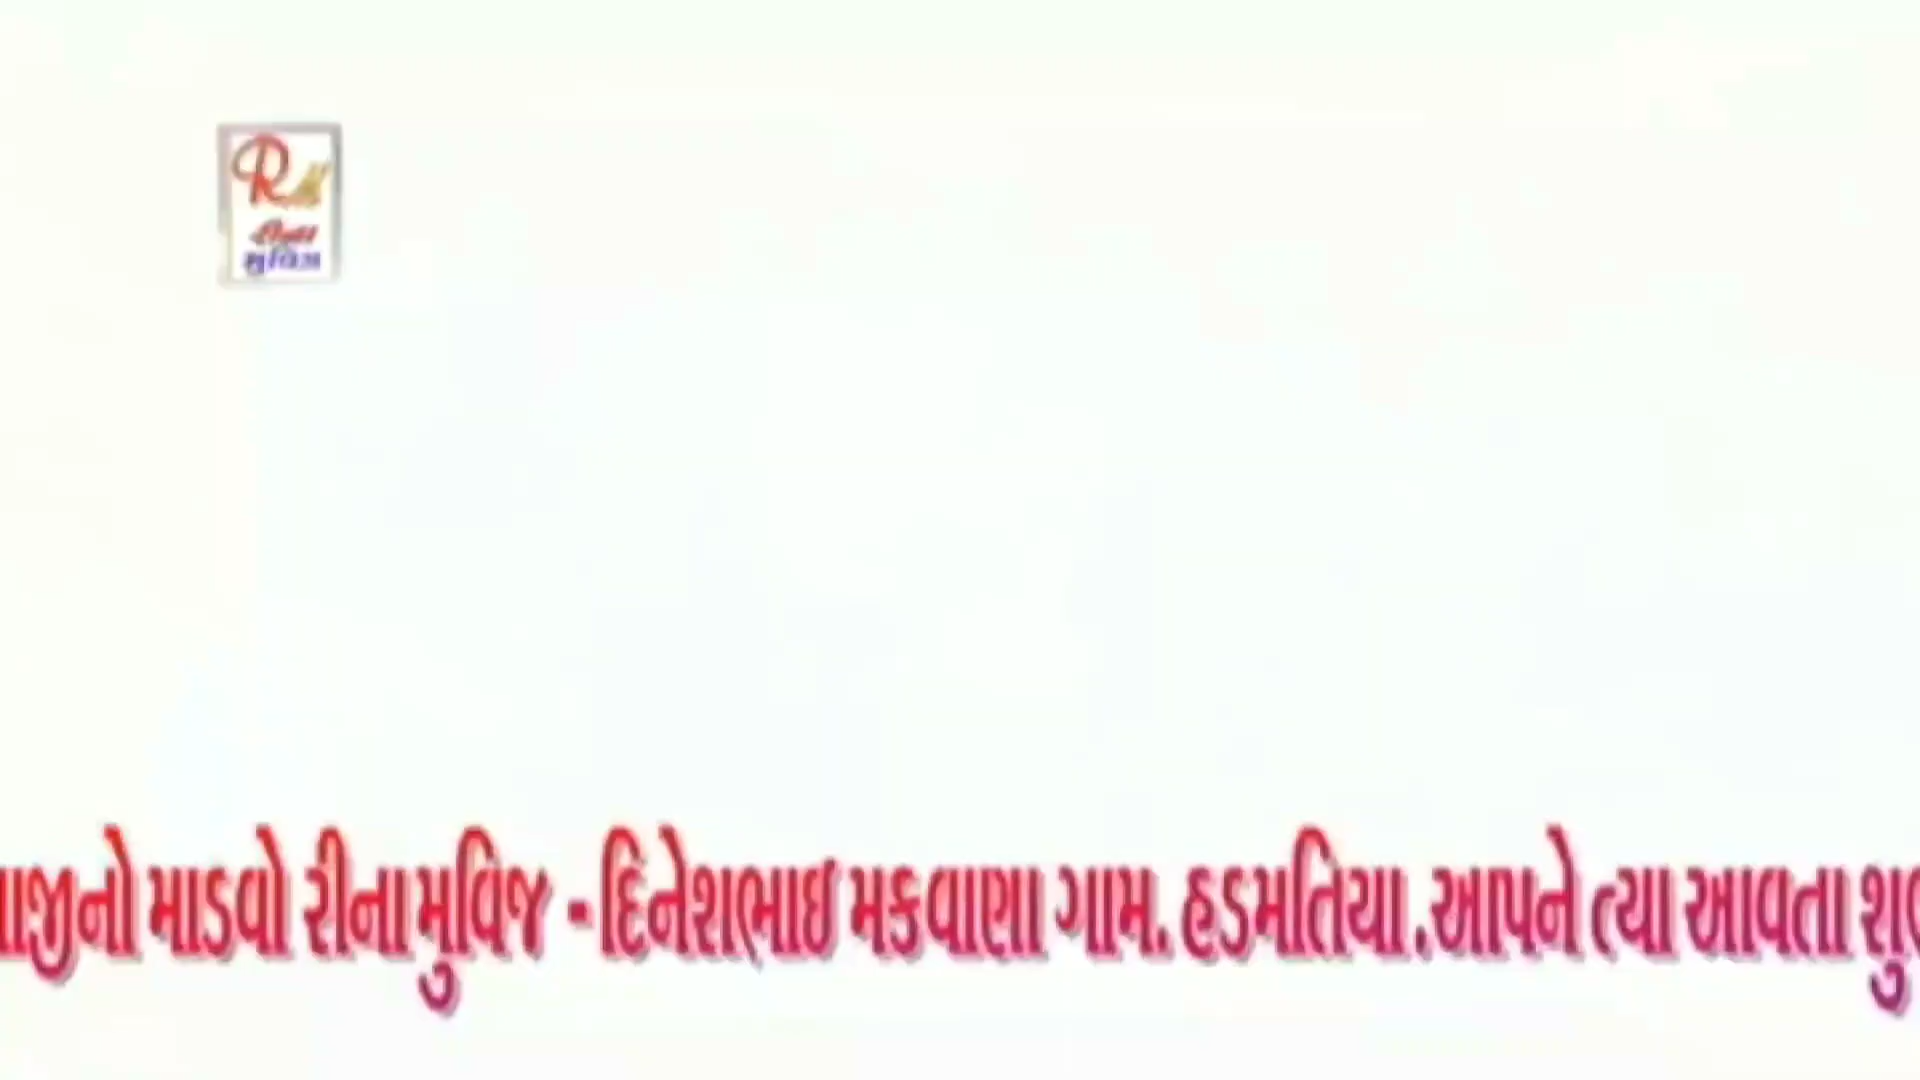 R
રીના
મુવિઝ
ાજીનો માડવો રીના મુવિજ - દિનેશભાઇ મકવાણા ગામ. હડમતિયા .આપને ત્યા આવતા શુ